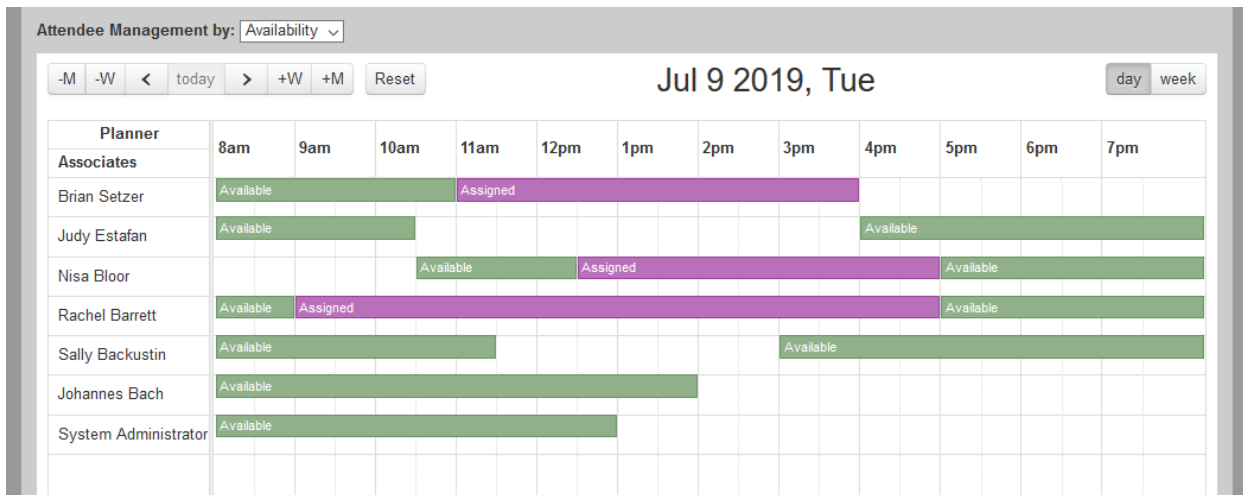 Attendee Management by: Availability
-M -W < today > +W +M Reset Jul 9 2019, Tue day week
Planner
8am 9am 10am 11am 12pm 1pm 2pm 3pm 4pm 5pm 6pm 7pm
Associates
Brian Setzer Available Assigned
Judy Estafan Available Available
Nisa Bloor Available Assigned Available
Rachel Barrett Available Assigned Available
Sally Backustin Available Available
Johannes Bach Available
System Administrator Available